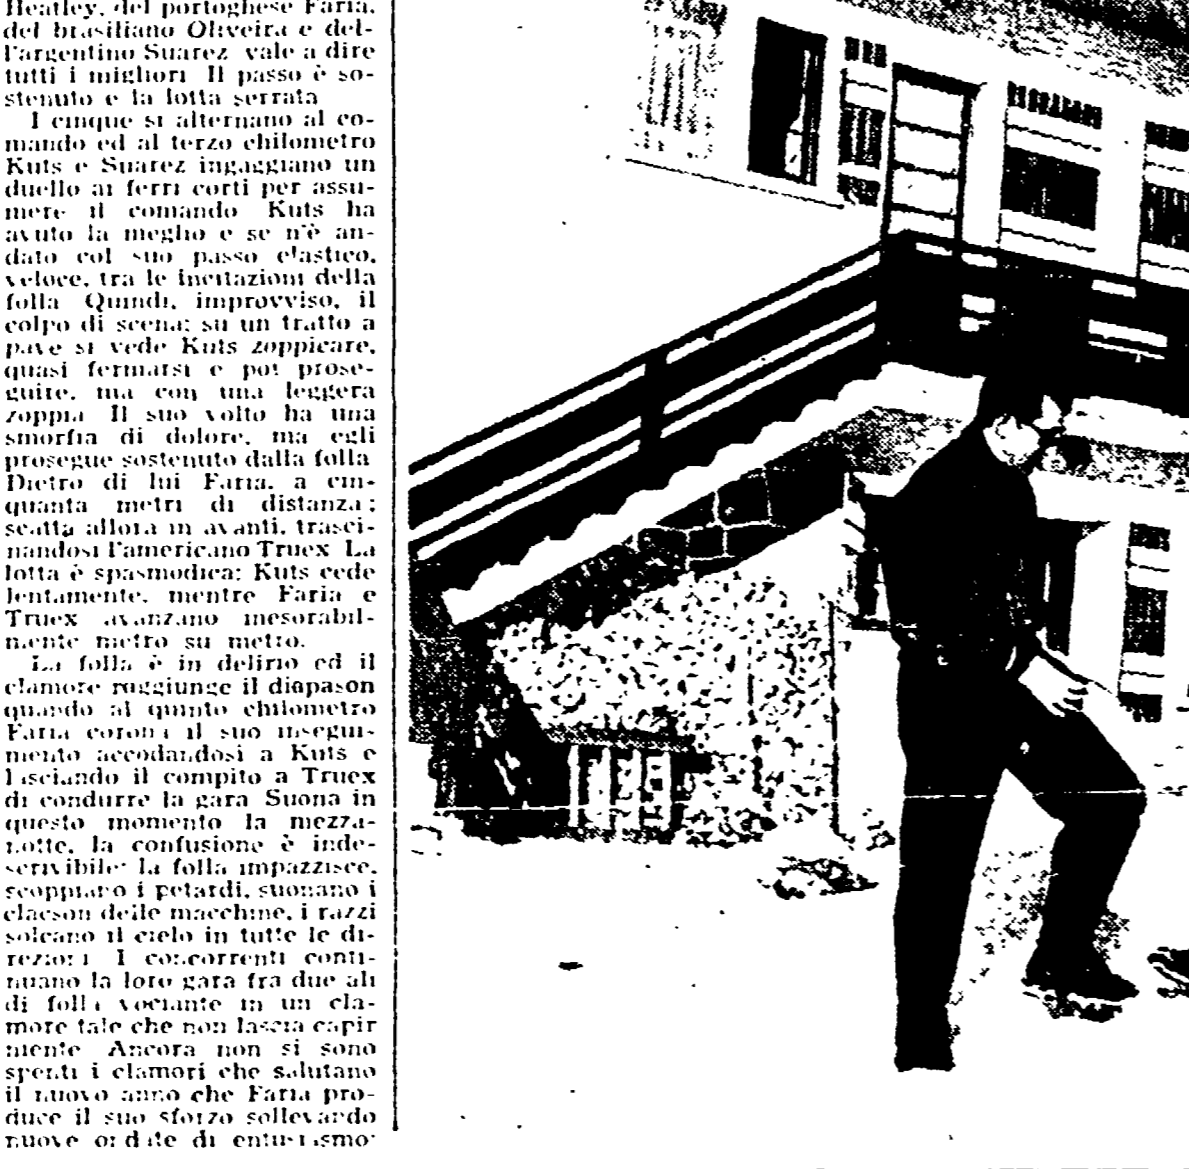 Heatley, del portoghese Faria,
del brasiliano Oliveira e del-
l'argentino Suarez vale a dire
tutti i migliori Il passo è so-
stenuto e la lotta serrata
I cinque si alternano al co-
mando ed al terzo chilometro
Kuts e Suarez ingaggiano un
duello ai ferri corti per assu-
mere il comando Kuts ha
avuto la meglio e se n'è an-
dato col suo passo elastico,
veloce, tra le incitazioni della
folla Quindi, improvviso, il
colpo di scena: su un tratto a
pavé si vede Kuts zoppicare,
quasi fermarsi e poi prose-
guire, ma con una leggera
zoppia Il suo volto ha una
smorfia di dolore, ma egli
prosegue sostenuto dalla folla
Dietro di lui Faria, a cin-
quanta metri di distanza;
scatta allora in avanti, trasci-
nandosi l'americano Truex La
lotta è spasmodica; Kuts cede
lentamente, mentre Faria e
Truex avanzano inesorabil-
mente metro su metro.
La folla è in delirio ed il
clamore raggiunge il diapason
quando al quinto chilometro
Faria corona il suo insegui-
mento accodandosi a Kuts e
lasciando il compito a Truex
di condurre la gara Suona in
questo momento la mezza-
notte, la confusione è inde-
scrivibile: la folla impazzisce,
scoppiano i petardi, suonano i
clacson delle macchine, i razzi
solcano il cielo in tutte le di-
rezioni I concorrenti conti-
nuano la loro gara fra due ali
di folla vociante in un cla-
more tale che non lascia capir
niente Ancora non si sono
spenti i clamori che salutano
il nuovo anno che Faria pro-
duce il suo sforzo sollevando
nuove ondate di entusiasmo: